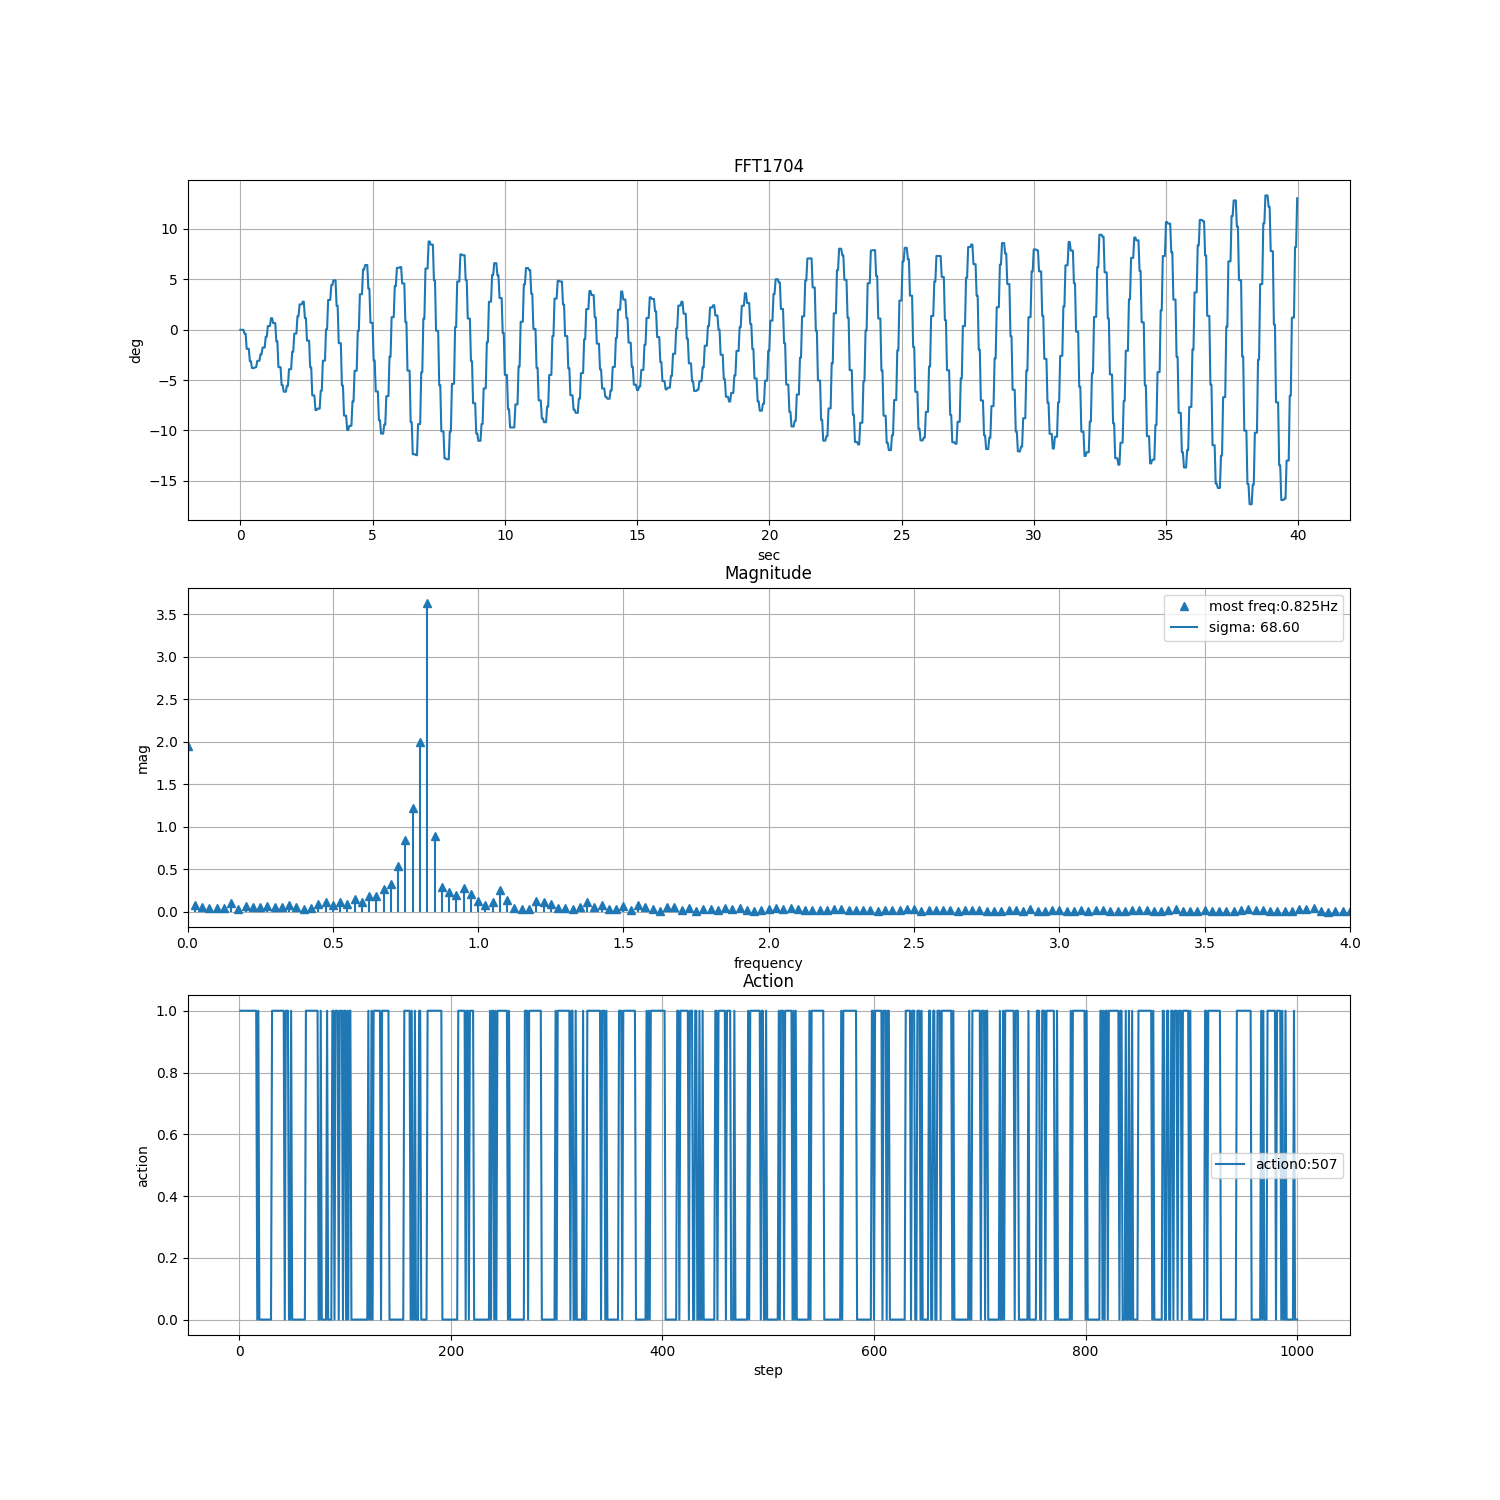 FFT1704
10
5
0
−5
−10
−15
deg
0 5 10 15 20 25 30 35 40
sec
Magnitude
most freq:0.825Hz
sigma: 68.60
3.5
3.0
2.5
2.0
1.5
1.0
0.5
0.0
mag
0.0 0.5 1.0 1.5 2.0 2.5 3.0 3.5 4.0
frequency
Action
1.0
0.8
0.6
0.4
0.2
0.0
action
action0:507
0 200 400 600 800 1000
step